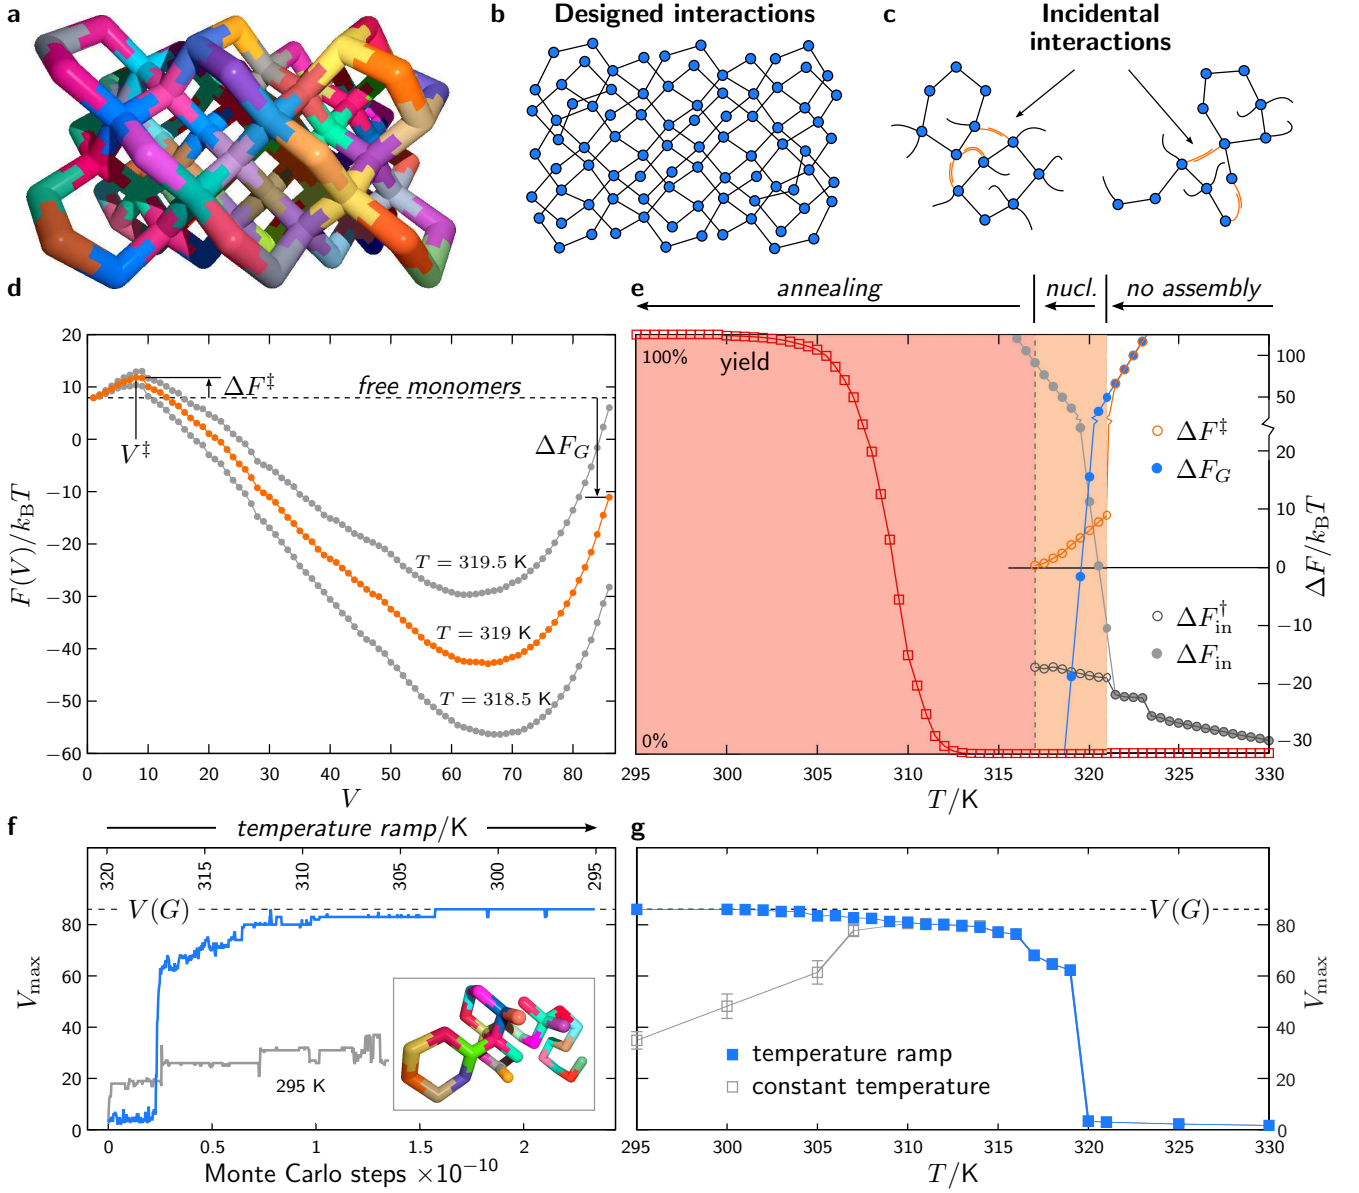 a
b Designed interactions
c Incidental
interactions
d
20
10
0
−10
−20
−30
−40
−50
−60
F(V)/k_BT
ΔF‡
free monomers
V‡
ΔF_G
T = 319.5 K
T = 319 K
T = 318.5 K
0 10 20 30 40 50 60 70 80
V
e annealing nucl. no assembly
100%
yield
0%
ΔF‡
ΔF_G
ΔF†_in
ΔF_in
100
50
20
10
0
−10
−20
−30
ΔF/k_BT
295 300 305 310 315 320 325 330
T/K
f temperature ramp/K
320 315 310 305 300 295
V(G)
80
60
40
20
0
V_max
295 K
0 0.5 1 1.5 2
Monte Carlo steps ×10⁻¹⁰
g
V(G)
80
60
40
20
0
V_max
temperature ramp
constant temperature
295 300 305 310 315 320 325 330
T/K